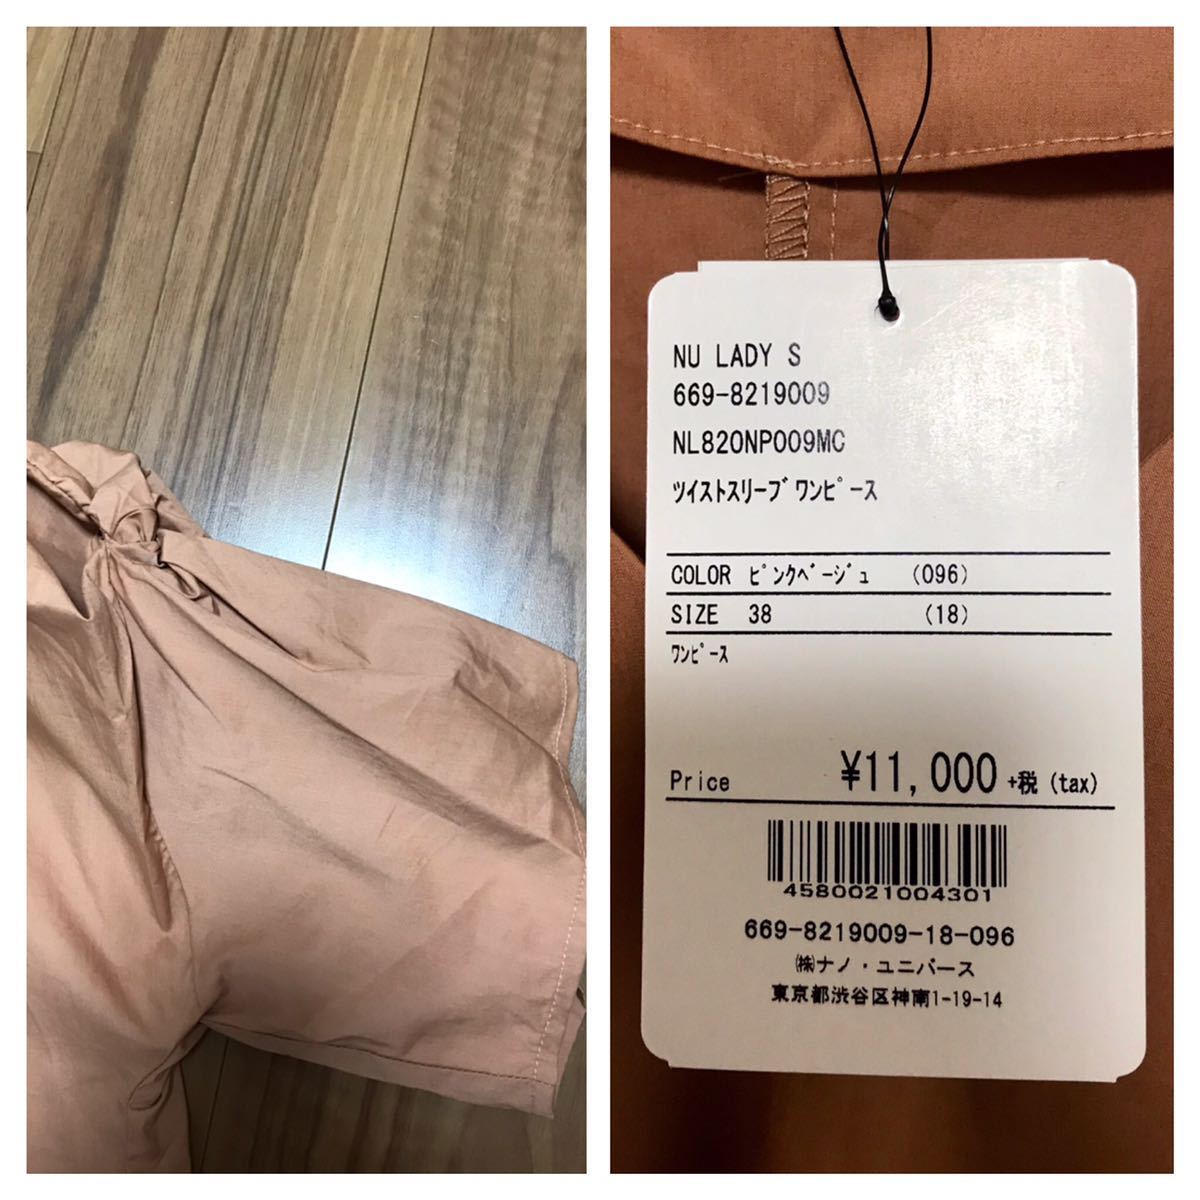 NU LADY S
669-8219009
NL820NP009MC
ﾂｲｽﾄｽﾘｰﾌﾞﾜﾝﾋﾟｰｽ
COLOR ﾋﾟﾝｸﾍﾞｰｼﾞｭ (096)
SIZE 38 (18)
ﾜﾝﾋﾟｰｽ
Price ¥11,000 +税(tax)
4580021004301
669-8219009-18-096
㈱ナノ・ユニバース
東京都渋谷区神南1-19-14